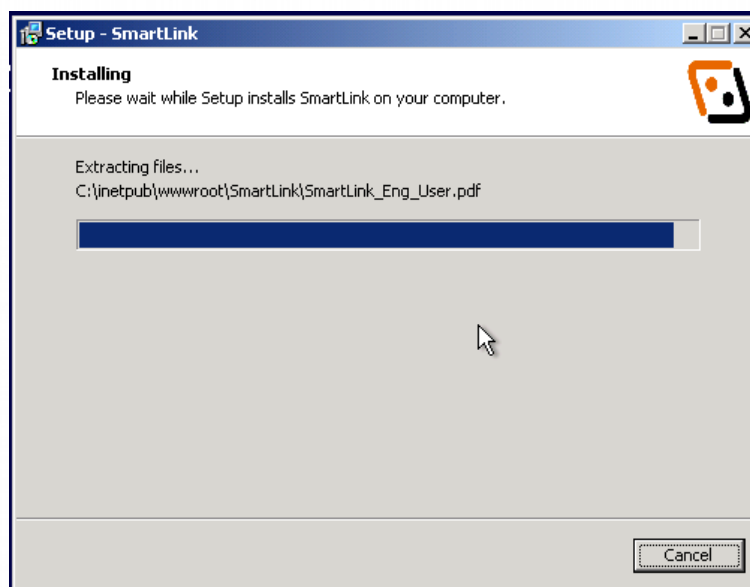 Setup - SmartLink
Installing
Please wait while Setup installs SmartLink on your computer.
Extracting files...
C:\inetpub\wwwroot\SmartLink\SmartLink_Eng_User.pdf
Cancel